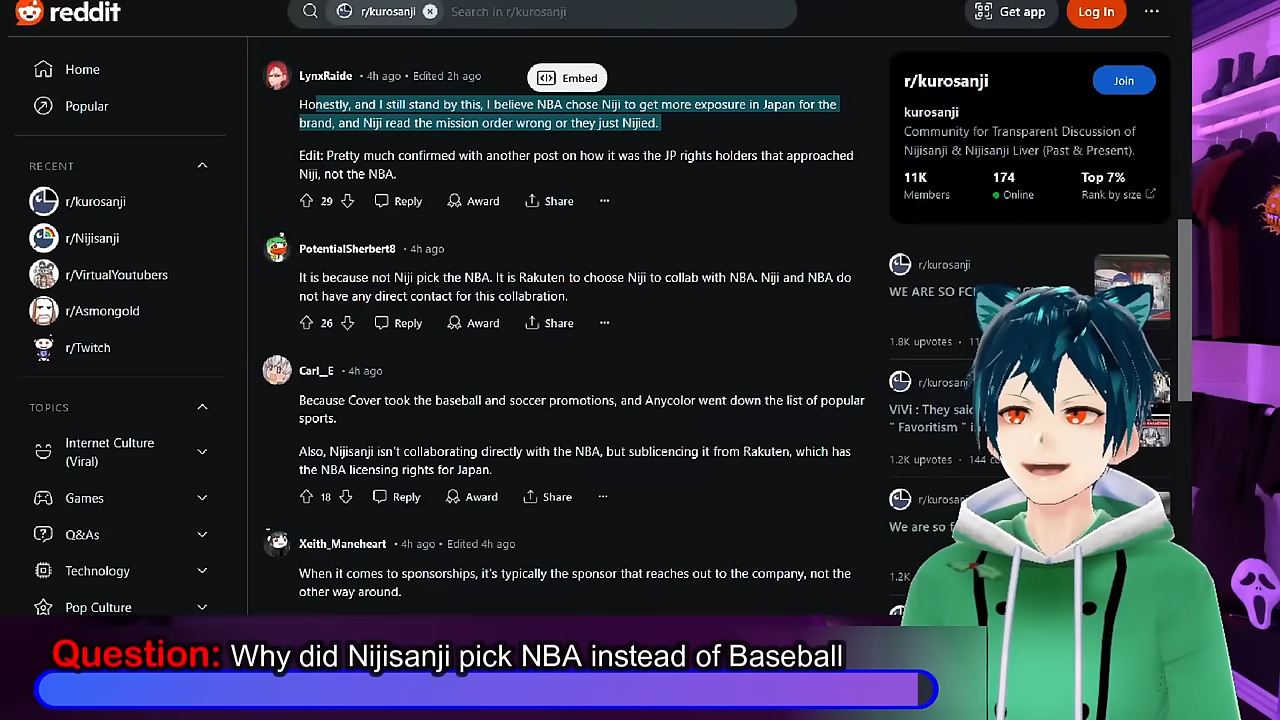 reddit
r/kurosanji
Search in r/kurosanji
Get app
Log In
Home
Popular
RECENT
r/kurosanji
r/Nijisanji
r/VirtualYoutubers
r/Asmongold
r/Twitch
TOPICS
Internet Culture
(Viral)
Games
Q&As
Technology
Pop Culture
LynxRaide • 4h ago • Edited 2h ago
Embed
Honestly, and I still stand by this, I believe NBA chose Niji to get more exposure in Japan for the
brand, and Niji read the mission order wrong or they just Nijied.
Edit: Pretty much confirmed with another post on how it was the JP rights holders that approached
Niji, not the NBA.
29 Reply Award Share
PotentialSherbert8 • 4h ago
It is because not Niji pick the NBA. It is Rakuten to choose Niji to collab with NBA. Niji and NBA do
not have any direct contact for this collabration.
26 Reply Award Share
Carl__E • 4h ago
Because Cover took the baseball and soccer promotions, and Anycolor went down the list of popular
sports.
Also, Nijisanji isn't collaborating directly with the NBA, but sublicencing it from Rakuten, which has
the NBA licensing rights for Japan.
18 Reply Award Share
Xeith_Maneheart • 4h ago • Edited 4h ago
When it comes to sponsorships, it's typically the sponsor that reaches out to the company, not the
other way around.
r/kurosanji
Join
kurosanji
Community for Transparent Discussion of
Nijisanji & Nijisanji Liver (Past & Present).
11K
174
Top 7%
Members
Online
Rank by size
r/kurosanji
WE ARE SO
1.8K upvotes
r/kurosanji
ViVi : They said
" Favoritism "
1.2K upvotes • 144
r/kurosanji
We are so
1.2K
Question: Why did Nijisanji pick NBA instead of Baseball